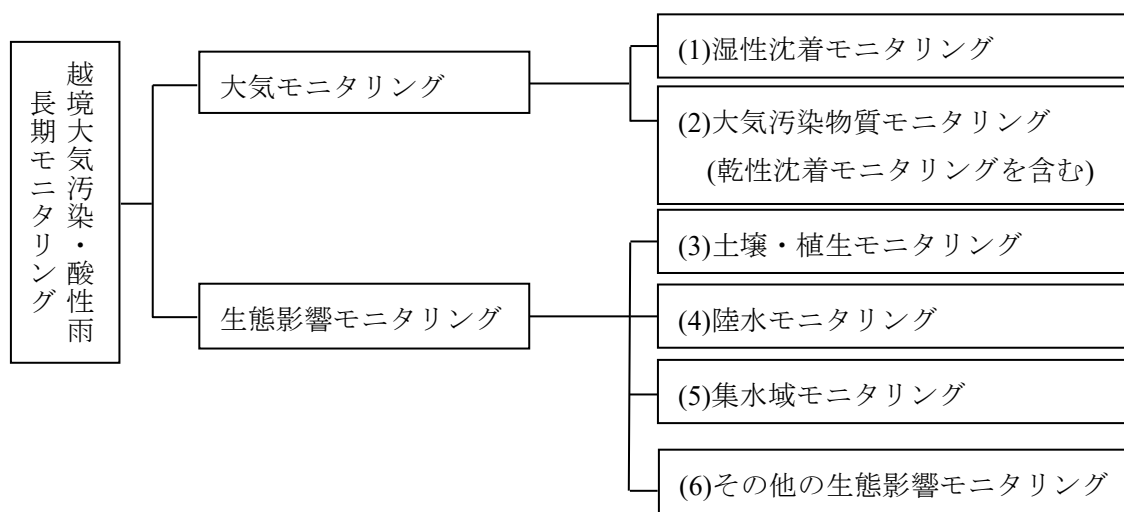 越境大気汚染・酸性雨
長期モニタリング
大気モニタリング
(1)湿性沈着モニタリング
(2)大気汚染物質モニタリング
(乾性沈着モニタリングを含む)
生態影響モニタリング
(3)土壌・植生モニタリング
(4)陸水モニタリング
(5)集水域モニタリング
(6)その他の生態影響モニタリング